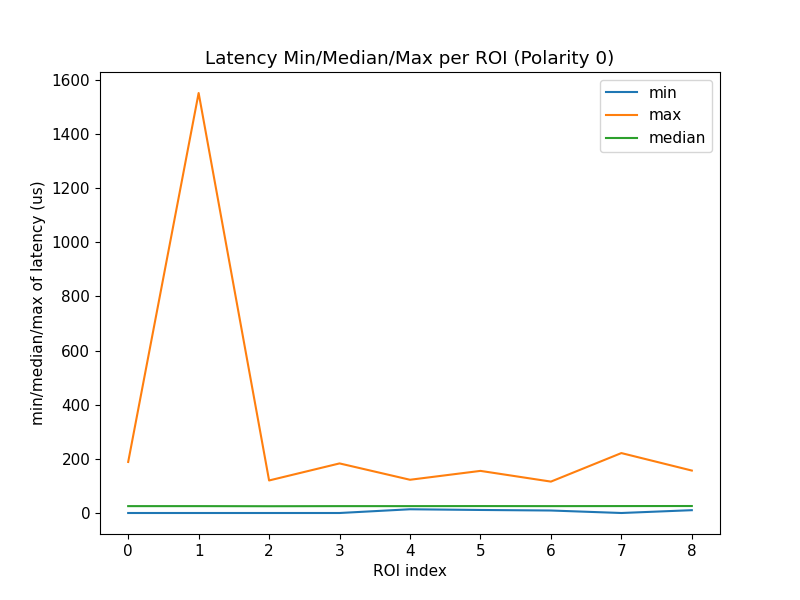 Latency Min/Median/Max per ROI (Polarity 0)
min
max
median
1600
1400
1200
1000
800
600
400
200
0
min/median/max of latency (us)
0 1 2 3 4 5 6 7 8
ROI index